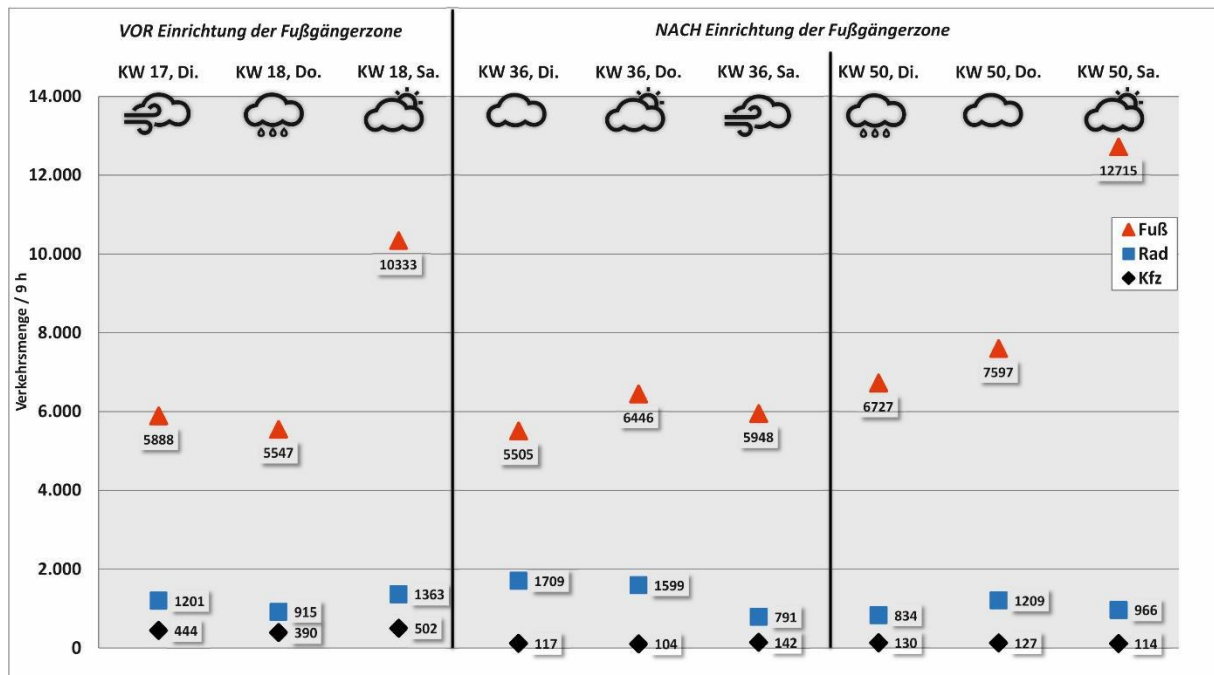 VOR Einrichtung der Fußgängerzone
NACH Einrichtung der Fußgängerzone
KW 17, Di.
KW 18, Do.
KW 18, Sa.
KW 36, Di.
KW 36, Do.
KW 36, Sa.
KW 50, Di.
KW 50, Do.
KW 50, Sa.
Verkehrsmenge / 9 h
14.000
12.000
10.000
8.000
6.000
4.000
2.000
0
5888
5547
10333
5505
6446
5948
6727
7597
12715
1201
915
1363
1709
1599
791
834
1209
966
444
390
502
117
104
142
130
127
114
Fuß
Rad
Kfz